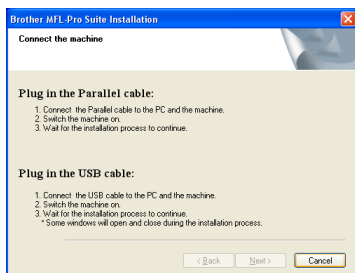 Brother MFL-Pro Suite Installation
Connect the machine
Plug in the Parallel cable:
1. Connect the Parallel cable to the PC and the machine.
2. Switch the machine on.
3. Wait for the installation process to continue.
Plug in the USB cable:
1. Connect the USB cable to the PC and the machine.
2. Switch the machine on.
3. Wait for the installation process to continue.
* Some windows will open and close during the installation process.
< Back Next > Cancel